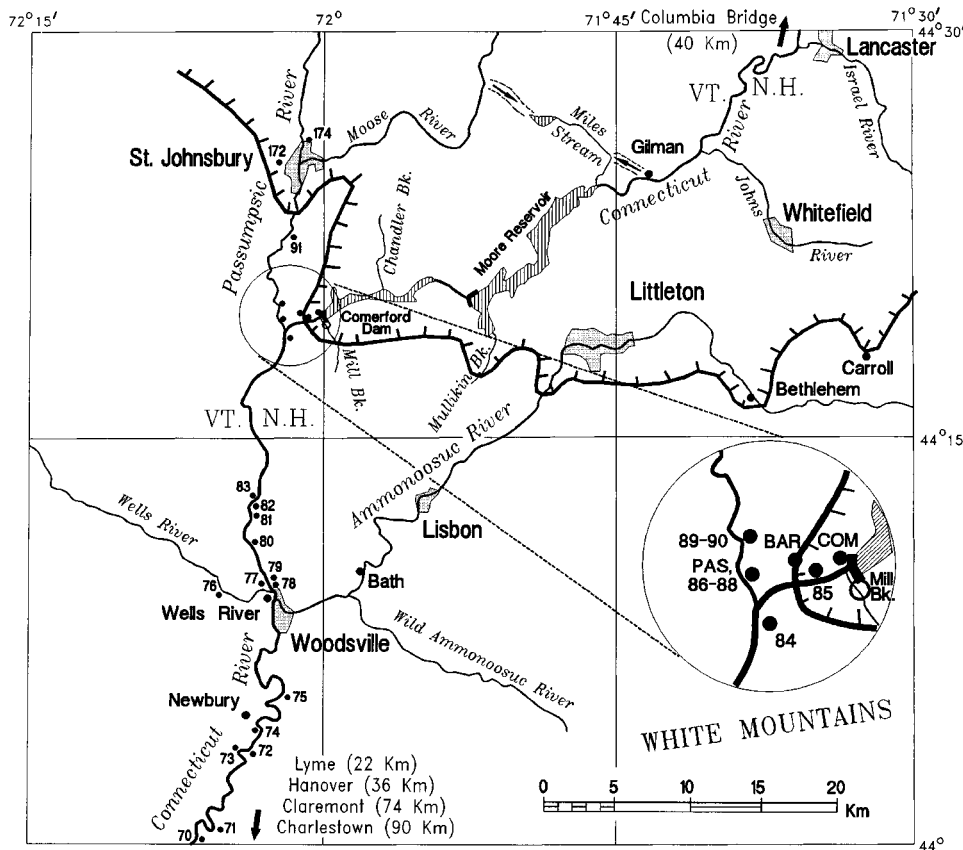 72°15'
72°
71°45'
71°30'
44°30'
Columbia Bridge
(40 Km)
Lancaster
VT. N.H.
Israel River
River
174
Moose River
Miles
Stream
172
St. Johnsbury
Gilman
Connecticut River
Johns
River
Whitefield
Passumpsic
Chandler Bk.
Moore Reservoir
91
Littleton
Comerford
Dam
Mill Bk.
Mullikin Bk.
Carroll
Bethlehem
VT. N.H.
44°15'
Ammonoosuc River
83
82
81
80
Wells River
Lisbon
89-90
BAR
COM
PAS,
86-88
85
Mill
Bk.
84
79
77
78
76
Bath
Wells River
Woodsville
Wild Ammonoosuc River
River
75
Newbury
74
73
72
WHITE MOUNTAINS
Connecticut
Lyme (22 Km)
Hanover (36 Km)
Claremont (74 Km)
Charlestown (90 Km)
0 5 10 15 20
Km
70
71
44°